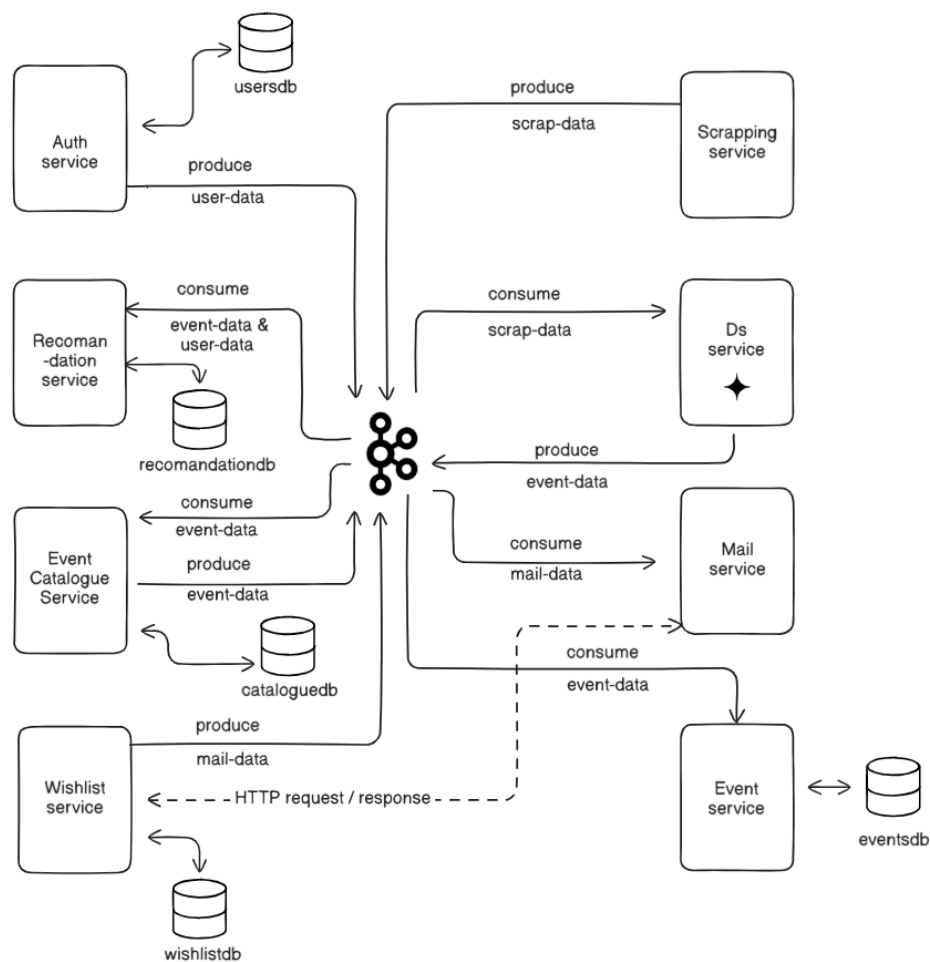 usersdb
Auth
service
produce
user-data
produce
scrap-data
Scrapping
service
Recoman
-dation
service
consume
event-data &
user-data
recomandationdb
consume
scrap-data
Ds
service
produce
event-data
Event
Catalogue
Service
consume
event-data
produce
event-data
cataloguedb
consume
mail-data
Mail
service
consume
event-data
Wishlist
service
produce
mail-data
HTTP request / response
wishlistdb
Event
service
eventsdb